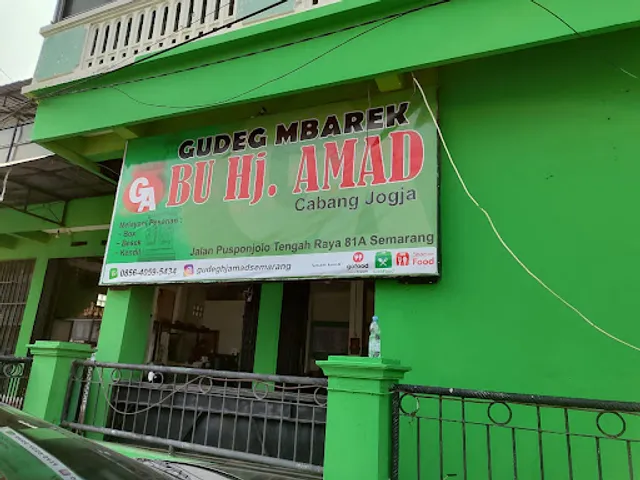 GUDEG MBAREK
GA
BU Hj. AMAD
Cabang Jogja
Melayani Pesanan :
- Box
- Besek
- Kendil
Jalan Pusponjolo Tengah Raya 81A Semarang
0856-4059-5434 gudeghjamadsemarang
gofood
Food